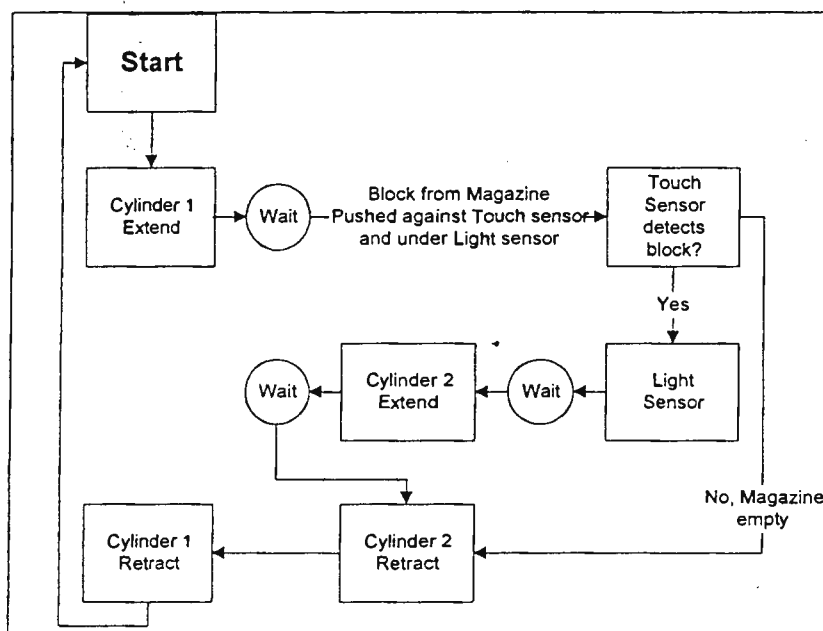 Start
Cylinder 1
Extend
Wait
Block from Magazine
Pushed against Touch sensor
and under Light sensor
Touch
Sensor
detects
block?
Yes
Wait
Cylinder 2
Extend
Wait
Light
Sensor
No, Magazine
empty
Cylinder 1
Retract
Cylinder 2
Retract